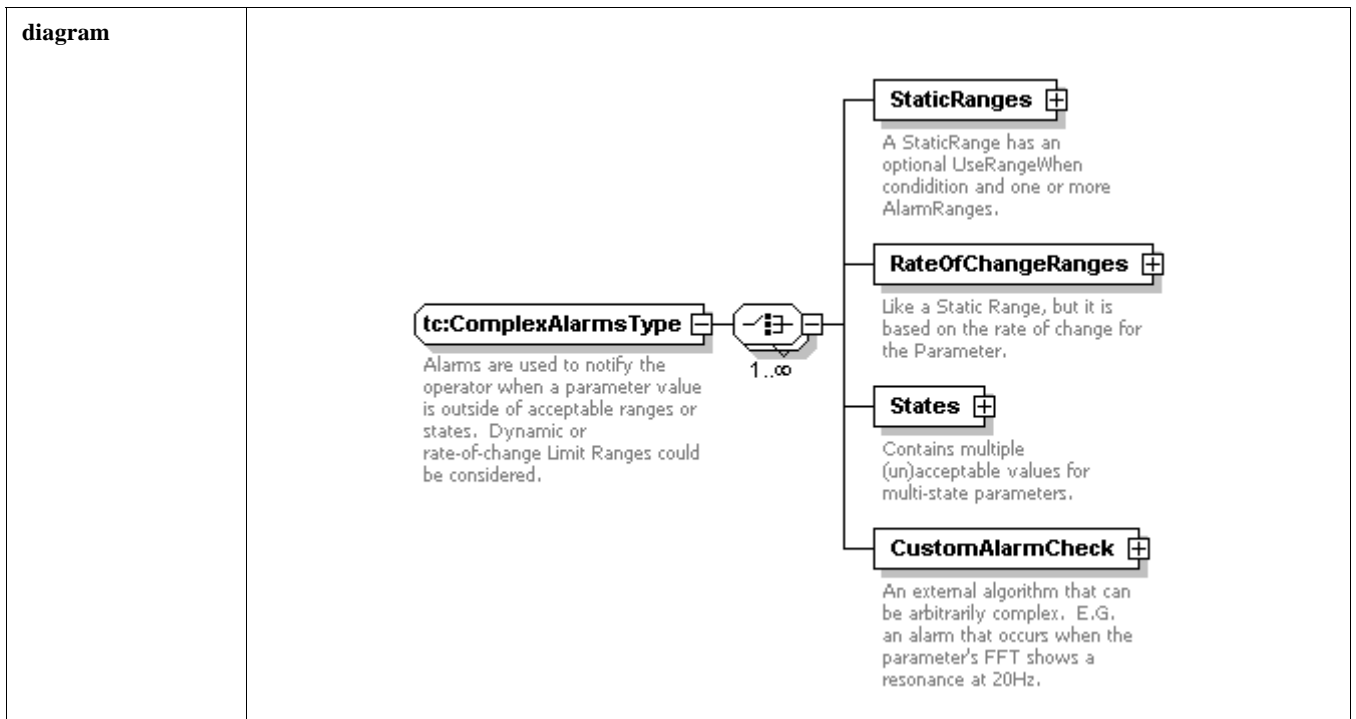 diagram
StaticRanges
A StaticRange has an
optional UseRangeWhen
condidition and one or more
AlarmRanges.
RateOfChangeRanges
Like a Static Range, but it is
based on the rate of change for
the Parameter.
tc:ComplexAlarmsType
Alarms are used to notify the
operator when a parameter value
is outside of acceptable ranges or
states. Dynamic or
rate-of-change Limit Ranges could
be considered.
1..∞
States
Contains multiple
(un)acceptable values for
multi-state parameters.
CustomAlarmCheck
An external algorithm that can
be arbitrarily complex. E.G.
an alarm that occurs when the
parameter's FFT shows a
resonance at 20Hz.